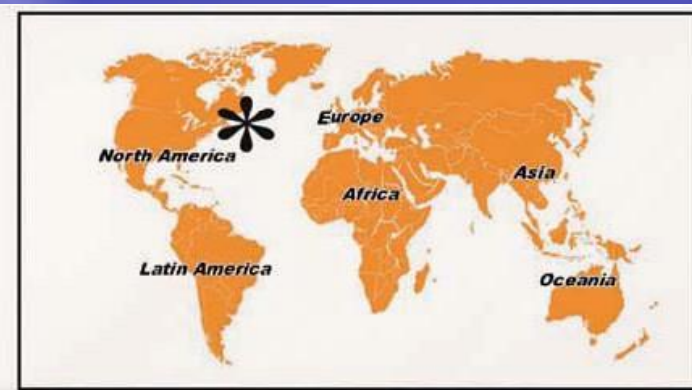 Europe
North America
Asia
Africa
Latin America
Oceania